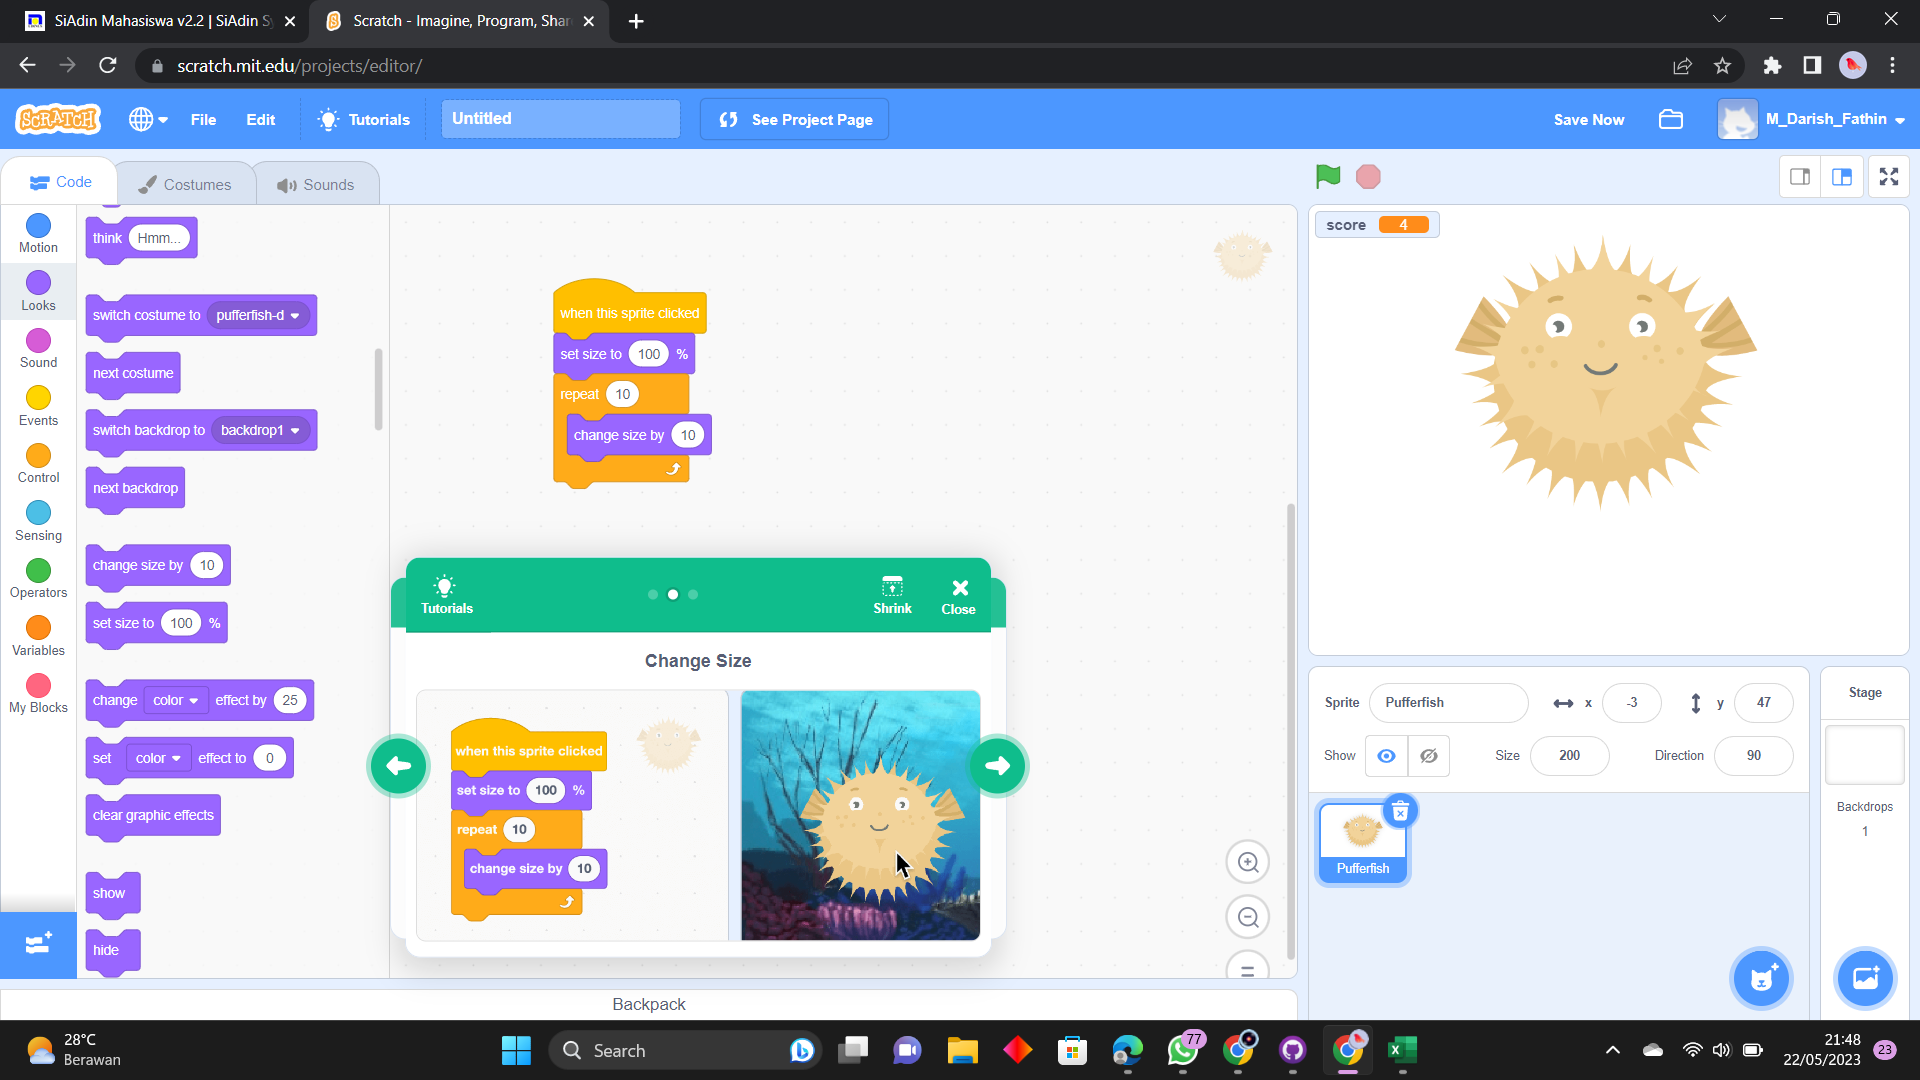 SiAdin Mahasiswa v2.2 | SiAdin S
Scratch - Imagine, Program, Shar
scratch.mit.edu/projects/editor/
SCRATCH
File
Edit
Tutorials
Untitled
See Project Page
Save Now
M_Darish_Fathin
Code
Costumes
Sounds
Motion
Looks
Sound
Events
Control
Sensing
Operators
Variables
My Blocks
think Hmm...
switch costume to pufferfish-d
next costume
switch backdrop to backdrop1
next backdrop
change size by 10
set size to 100 %
change color effect by 25
set color effect to 0
clear graphic effects
show
hide
when this sprite clicked
set size to 100 %
repeat 10
change size by 10
Tutorials
Shrink
Close
Change Size
when this sprite clicked
set size to 100 %
repeat 10
change size by 10
Backpack
score 4
Sprite Pufferfish x -3 y 47
Show Size 200 Direction 90
Pufferfish
Stage
Backdrops
1
28°C
Berawan
Search
77
21:48
22/05/2023
23